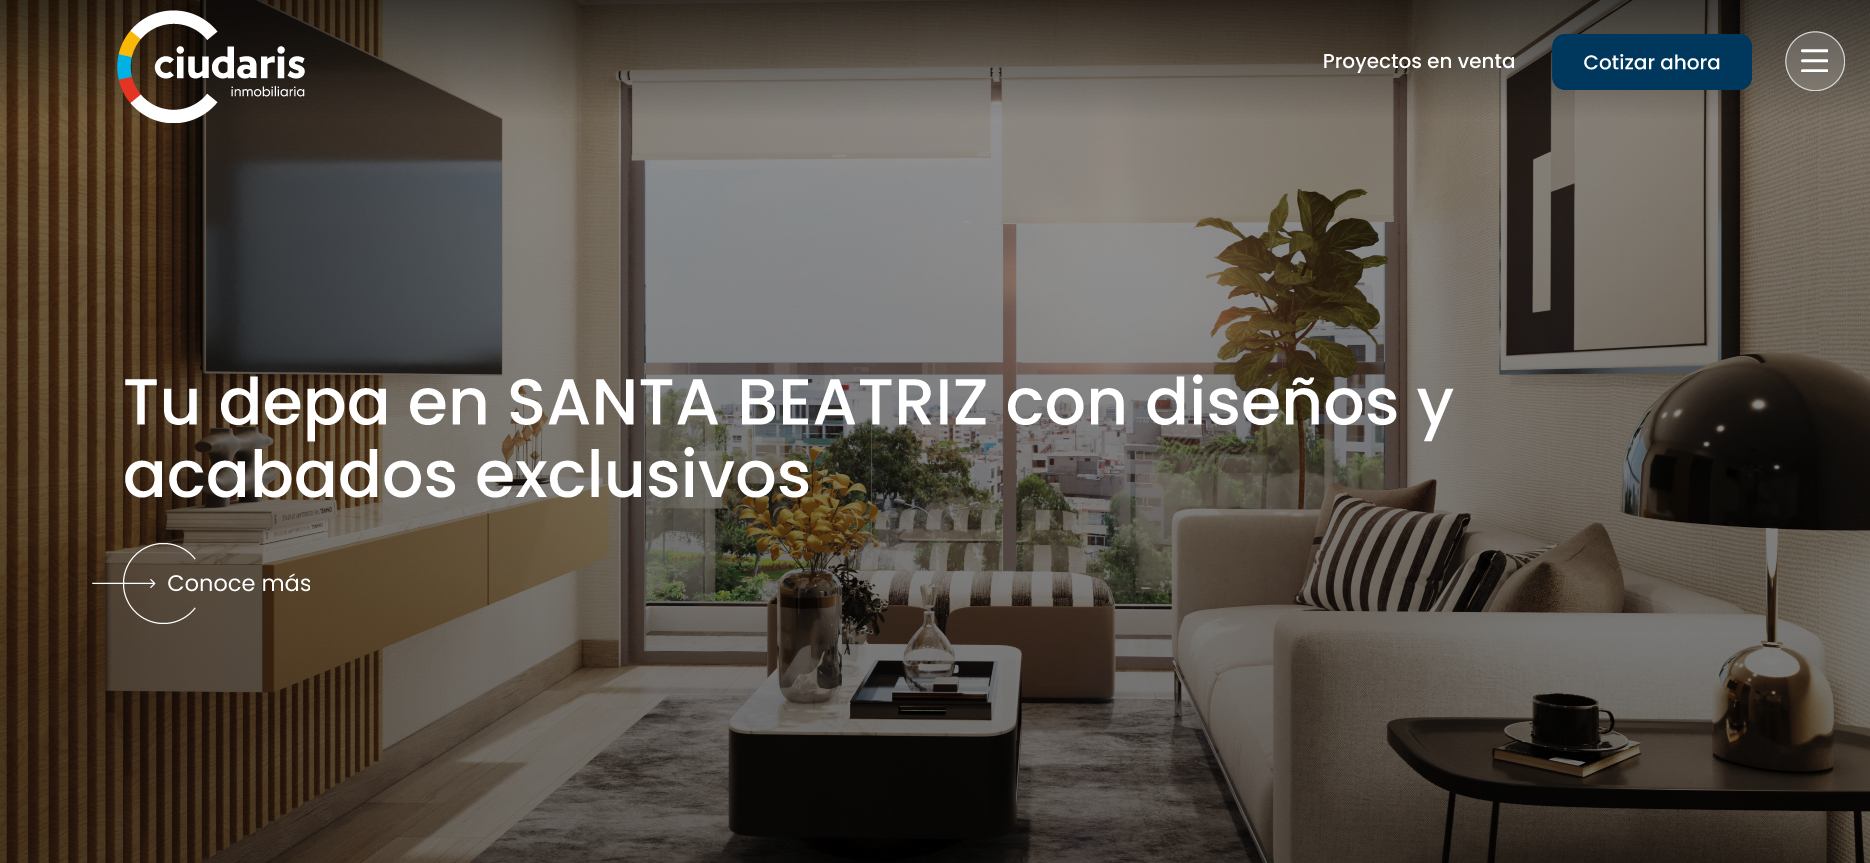 ciudaris
inmobiliaria
Proyectos en venta
Cotizar ahora
Tu depa en SANTA BEATRIZ con diseños y
acabados exclusivos
Conoce más